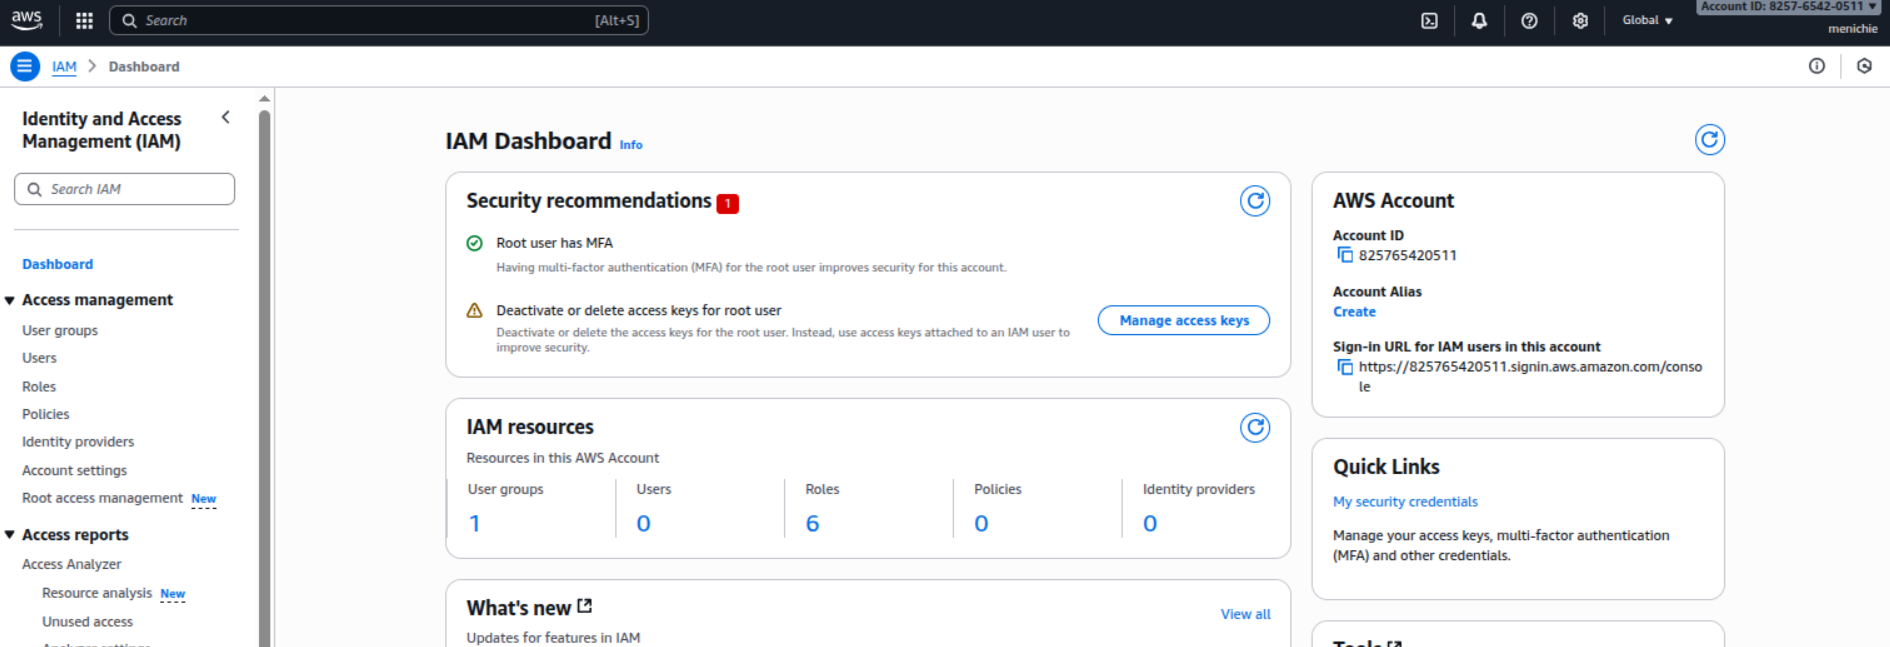 aws
Search
[Alt+S]
Global ▼
Account ID: 8257-6542-0511 ▼
menichie
IAM > Dashboard
Identity and Access
Management (IAM)
Search IAM
Dashboard
Access management
User groups
Users
Roles
Policies
Identity providers
Account settings
Root access management New
Access reports
Access Analyzer
Resource analysis New
Unused access
Analyzer settings
IAM Dashboard Info
Security recommendations 1
Root user has MFA
Having multi-factor authentication (MFA) for the root user improves security for this account.
Deactivate or delete access keys for root user
Deactivate or delete the access keys for the root user. Instead, use access keys attached to an IAM user to
improve security.
Manage access keys
IAM resources
Resources in this AWS Account
User groups
1
Users
0
Roles
6
Policies
0
Identity providers
0
What's new
View all
Updates for features in IAM
AWS Account
Account ID
825765420511
Account Alias
Create
Sign-in URL for IAM users in this account
https://825765420511.signin.aws.amazon.com/conso
le
Quick Links
My security credentials
Manage your access keys, multi-factor authentication
(MFA) and other credentials.
Tools